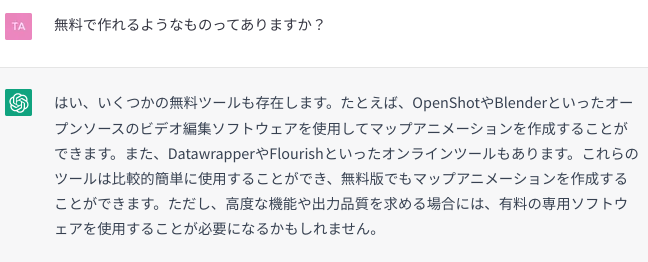 TA
無料で作れるようなものってありますか？
はい、いくつかの無料ツールも存在します。たとえば、OpenShotやBlenderといったオー
プンソースのビデオ編集ソフトウェアを使用してマップアニメーションを作成することが
できます。また、DatawrapperやFlourishといったオンラインツールもあります。これらの
ツールは比較的簡単に使用することができ、無料版でもマップアニメーションを作成する
ことができます。ただし、高度な機能や出力品質を求める場合には、有料の専用ソフトウ
ェアを使用することが必要になるかもしれません。